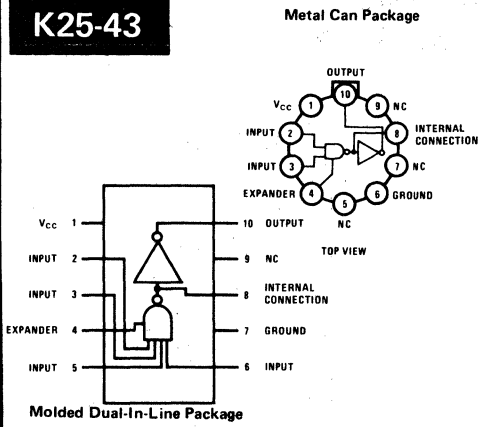 K25-43
Metal Can Package
OUTPUT
10
VCC 1
9 NC
INPUT 2
8 INTERNAL CONNECTION
INPUT 3
7 NC
EXPANDER 4
6 GROUND
5
NC
TOP VIEW
VCC 1
10 OUTPUT
INPUT 2
9 NC
INPUT 3
8 INTERNAL CONNECTION
EXPANDER 4
7 GROUND
INPUT 5
6 INPUT
Molded Dual-In-Line Package